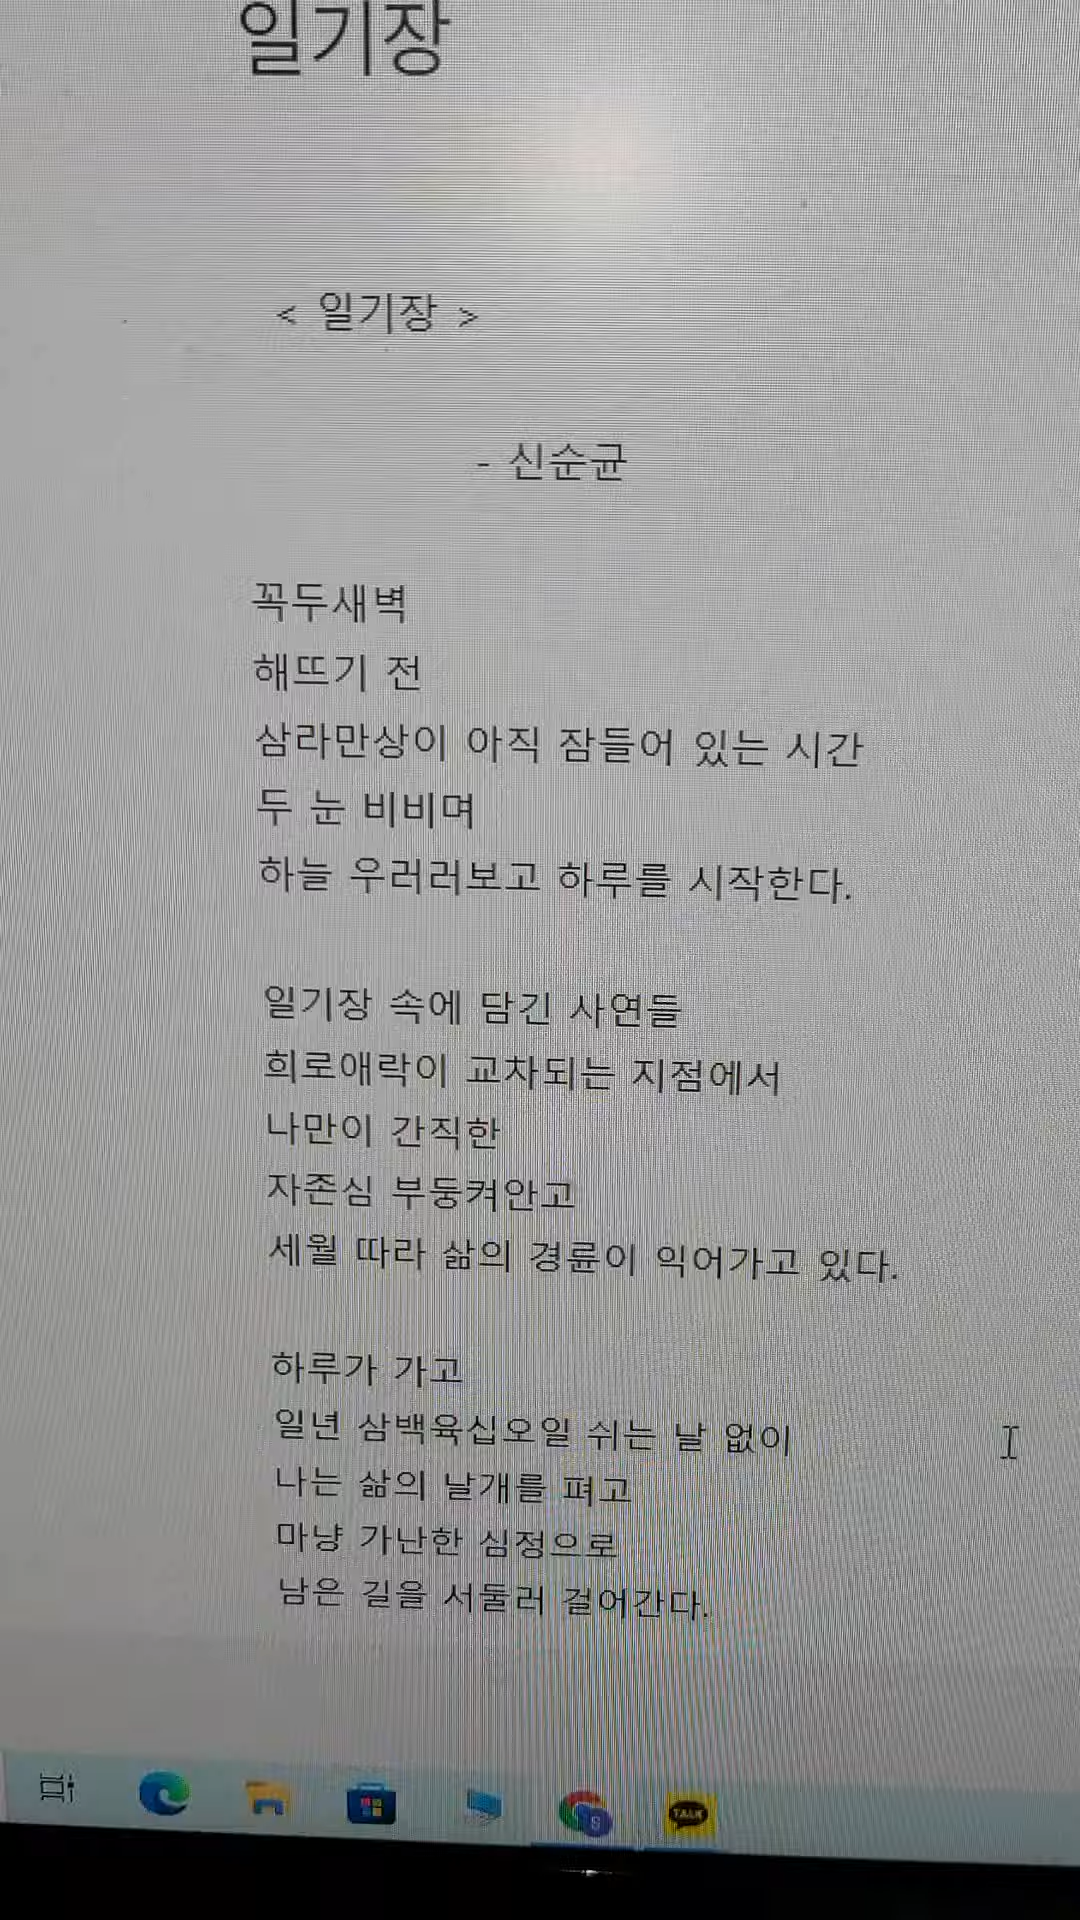 일기장
< 일기장 >
- 신순균
꼭두새벽
해뜨기 전
삼라만상이 아직 잠들어 있는 시간
두 눈 비비며
하늘 우러러보고 하루를 시작한다.
일기장 속에 담긴 사연들
희로애락이 교차되는 지점에서
나만이 간직한
자존심 부둥켜안고
세월 따라 삶의 경륜이 익어가고 있다.
하루가 가고
일년 삼백육십오일 쉬는 날 없이
나는 삶의 날개를 펴고
마냥 가난한 심정으로
남은 길을 서둘러 걸어간다.
S
TALK